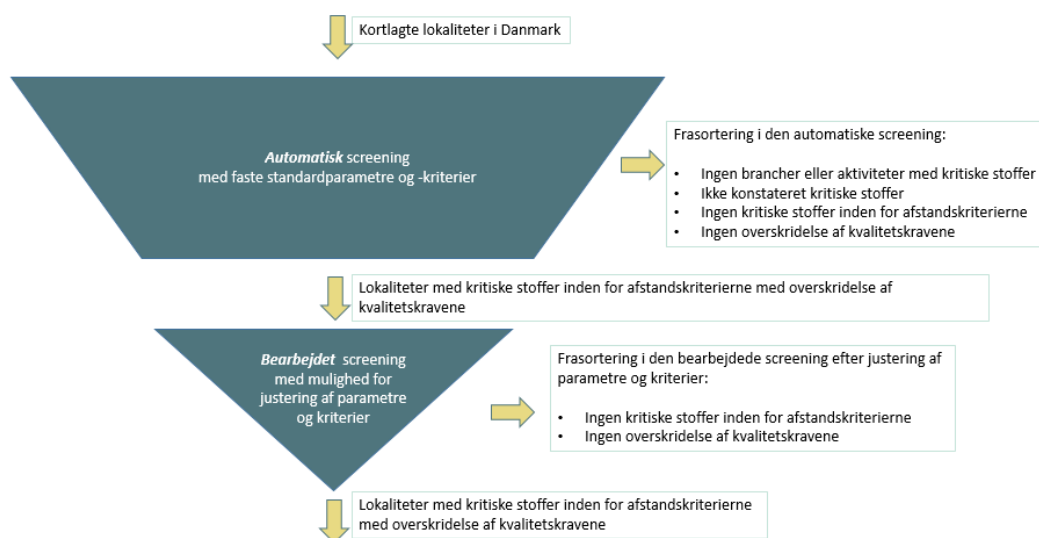 Kortlagte lokaliteter i Danmark
Automatisk screening
med faste standardparametre og -kriterier
Frasortering i den automatiske screening:
• Ingen brancher eller aktiviteter med kritiske stoffer
• Ikke konstateret kritiske stoffer
• Ingen kritiske stoffer inden for afstandskriterierne
• Ingen overskridelse af kvalitetskravene
Lokaliteter med kritiske stoffer inden for afstandskriterierne med overskridelse af
kvalitetskravene
Bearbejdet screening
med mulighed for
justering af parametre
og kriterier
Frasortering i den bearbejdede screening efter justering af
parametre og kriterier:
• Ingen kritiske stoffer inden for afstandskriterierne
• Ingen overskridelse af kvalitetskravene
Lokaliteter med kritiske stoffer inden for afstandskriterierne
med overskridelse af kvalitetskravene